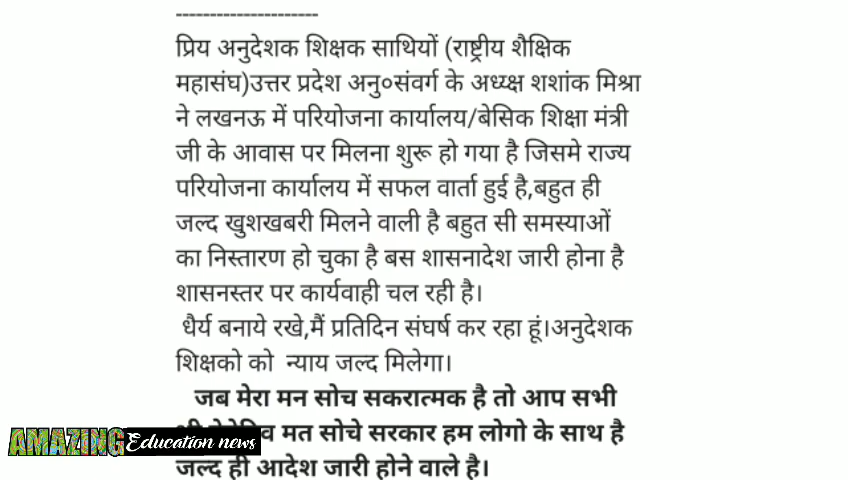 ---------------------
प्रिय अनुदेशक शिक्षक साथियों (राष्ट्रीय शैक्षिक
महासंघ)उत्तर प्रदेश अनु०संवर्ग के अध्य्क्ष शशांक मिश्रा
ने लखनऊ में परियोजना कार्यालय/बेसिक शिक्षा मंत्री
जी के आवास पर मिलना शुरू हो गया है जिसमे राज्य
परियोजना कार्यालय में सफल वार्ता हुई है,बहुत ही
जल्द खुशखबरी मिलने वाली है बहुत सी समस्याओं
का निस्तारण हो चुका है बस शासनादेश जारी होना है
शासनस्तर पर कार्यवाही चल रही है।
धैर्य बनाये रखे,मैं प्रतिदिन संघर्ष कर रहा हूं।अनुदेशक
शिक्षको को न्याय जल्द मिलेगा।
जब मेरा मन सोच सकरात्मक है तो आप सभी
मत सोचे सरकार हम लोगो के साथ है
AMAZING Education news
जल्द ही आदेश जारी होने वाले है।